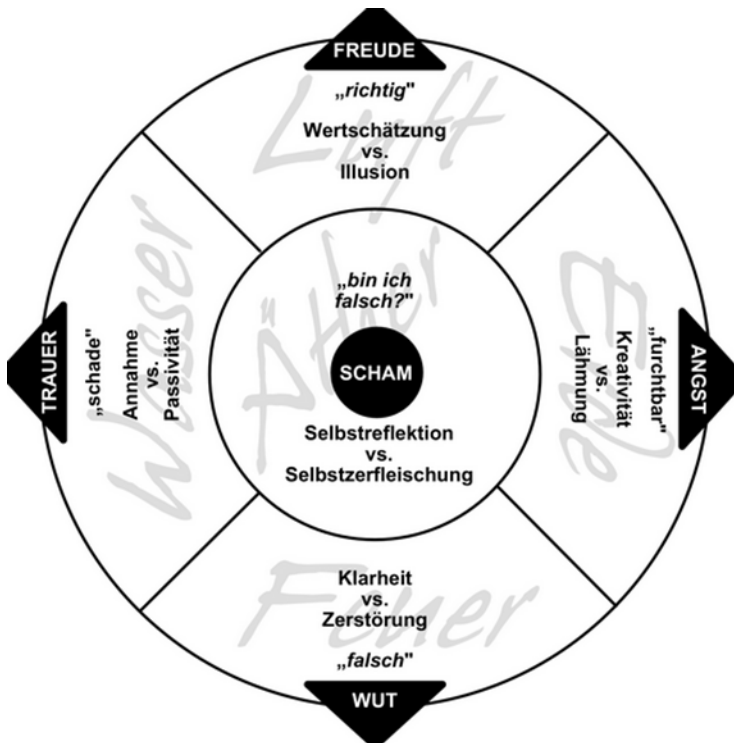 FREUDE
„richtig"
Luft
Wertschätzung
vs.
Illusion
Wasser
TRAUER
„schade"
Annahme
vs.
Passivität
Äther
„bin ich
falsch?"
SCHAM
Selbstreflektion
vs.
Selbstzerfleischung
Erde
ANGST
„furchtbar"
Kreativität
vs.
Lähmung
Feuer
Klarheit
vs.
Zerstörung
„falsch"
WUT